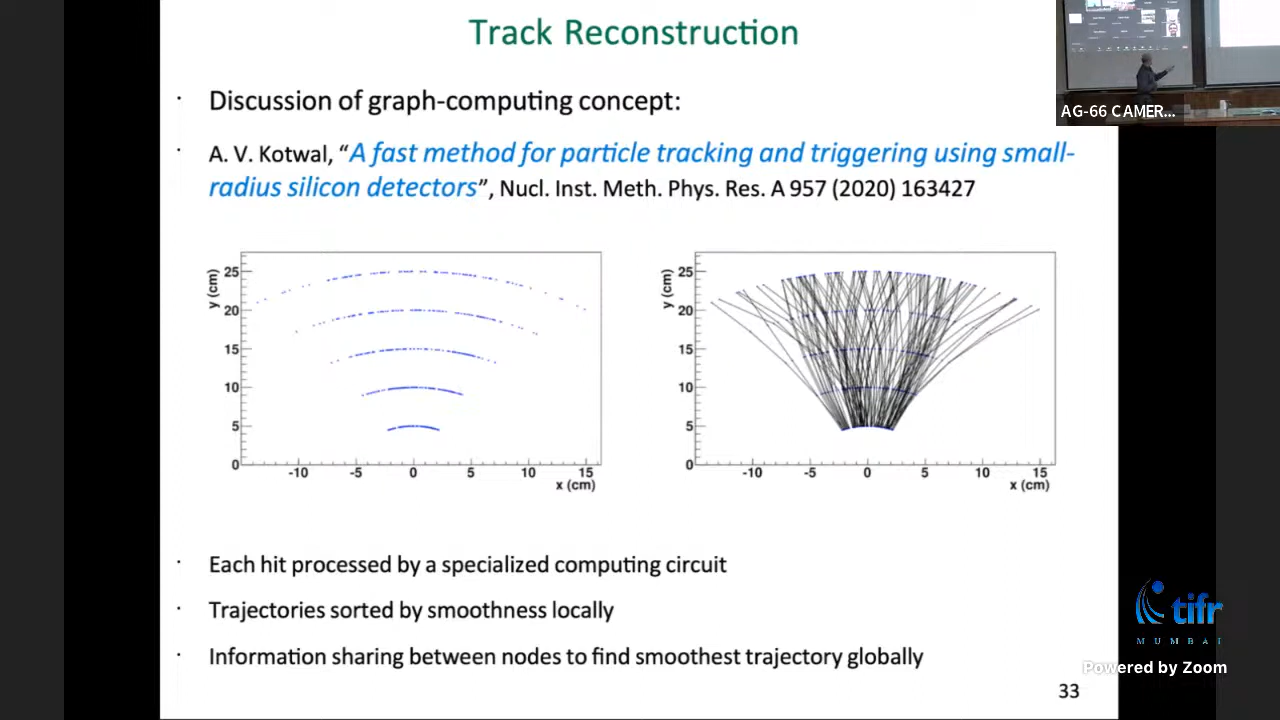 Track Reconstruction
AG-66 CAMER...
· Discussion of graph-computing concept:
· A. V. Kotwal, “A fast method for particle tracking and triggering using small-
radius silicon detectors”, Nucl. Inst. Meth. Phys. Res. A 957 (2020) 163427
y (cm)
25
20
15
10
5
0
-10 -5 0 5 10 15
x (cm)
y (cm)
25
20
15
10
5
0
-10 -5 0 5 10 15
x (cm)
· Each hit processed by a specialized computing circuit
· Trajectories sorted by smoothness locally
· Information sharing between nodes to find smoothest trajectory globally
tifr
MUMBAI
Powered by Zoom
33